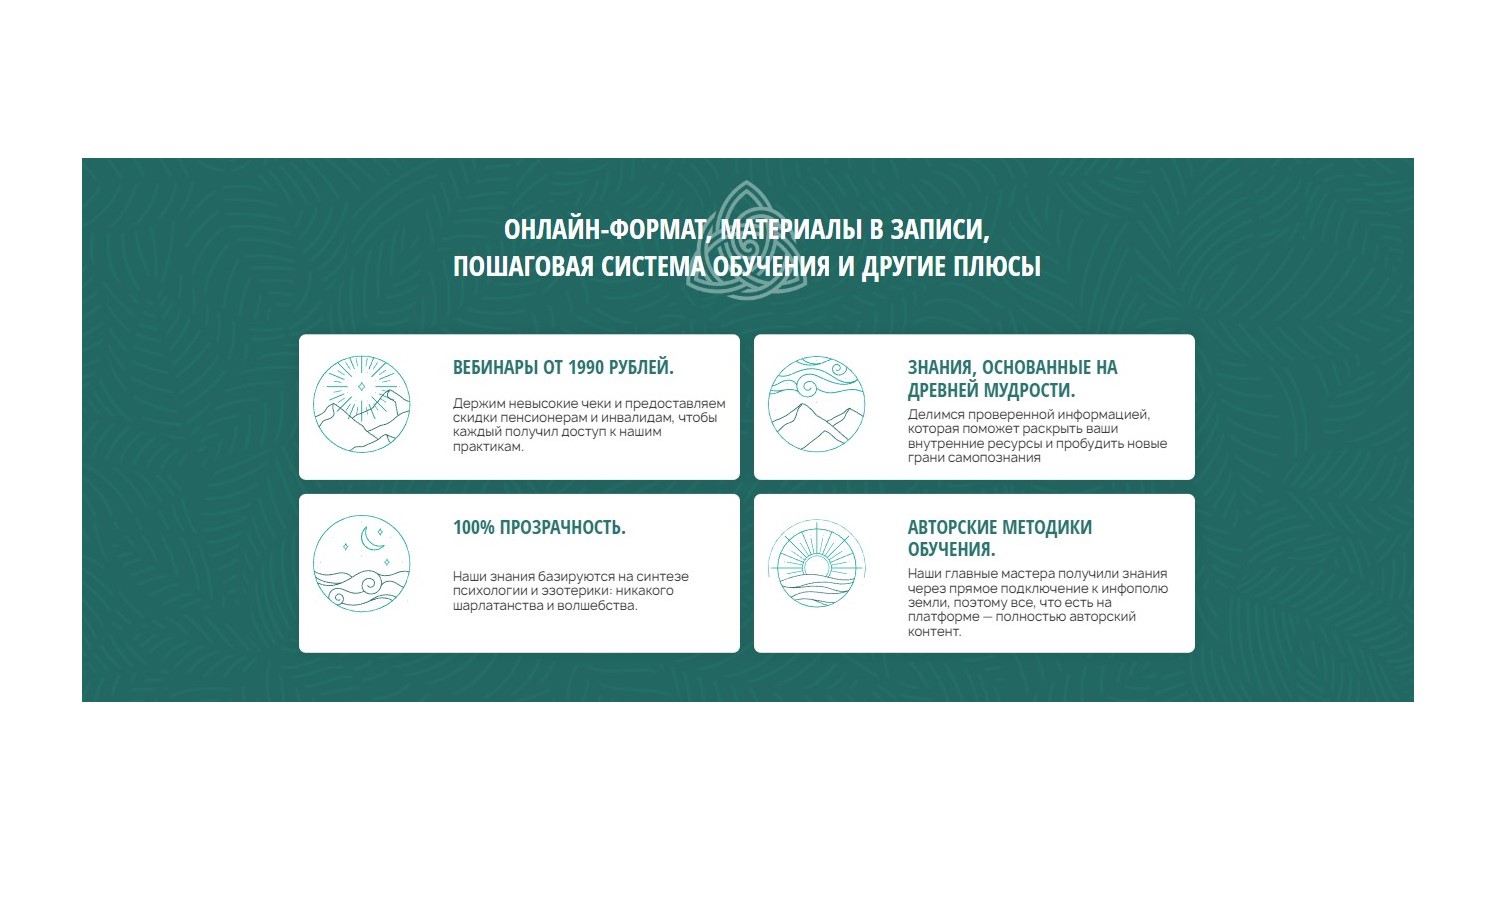 ОНЛАЙН-ФОРМАТ, МАТЕРИАЛЫ В ЗАПИСИ,
ПОШАГОВАЯ СИСТЕМА ОБУЧЕНИЯ И ДРУГИЕ ПЛЮСЫ
ВЕБИНАРЫ ОТ 1990 РУБЛЕЙ.
Держим невысокие чеки и предоставляем
скидки пенсионерам и инвалидам, чтобы
каждый получил доступ к нашим
практикам.
ЗНАНИЯ, ОСНОВАННЫЕ НА
ДРЕВНЕЙ МУДРОСТИ.
Делимся проверенной информацией,
которая поможет раскрыть ваши
внутренние ресурсы и пробудить новые
грани самопознания
100% ПРОЗРАЧНОСТЬ.
Наши знания базируются на синтезе
психологии и эзотерики: никакого
шарлатанства и волшебства.
АВТОРСКИЕ МЕТОДИКИ
ОБУЧЕНИЯ.
Наши главные мастера получили знания
через прямое подключение к инфополю
земли, поэтому все, что есть на
платформе — полностью авторский
контент.